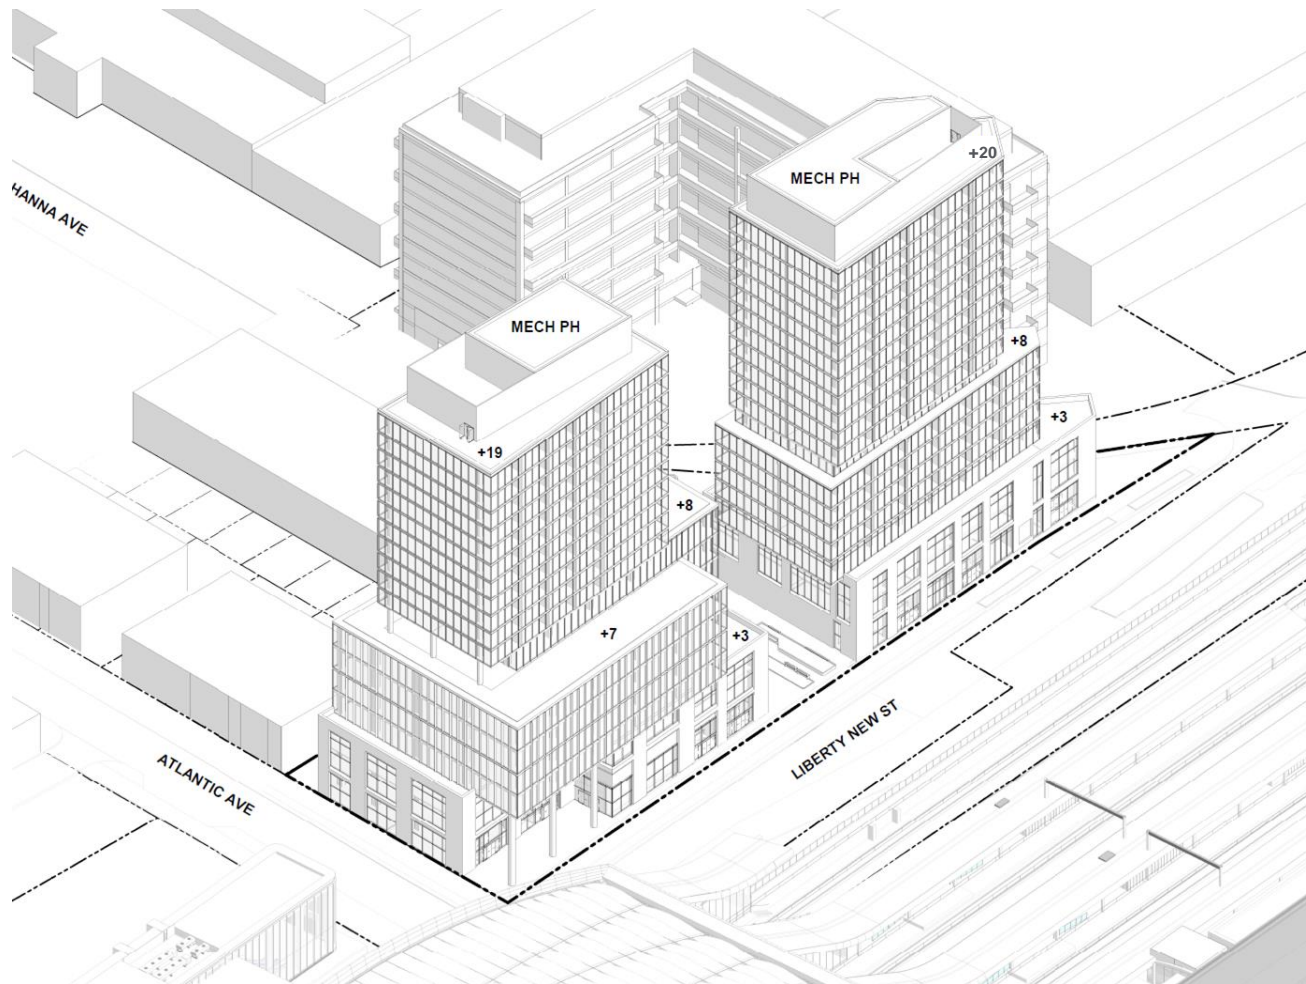 +20
MECH PH
HANNA AVE
MECH PH
+8
+3
+19
+8
+7
+3
LIBERTY NEW ST
ATLANTIC AVE